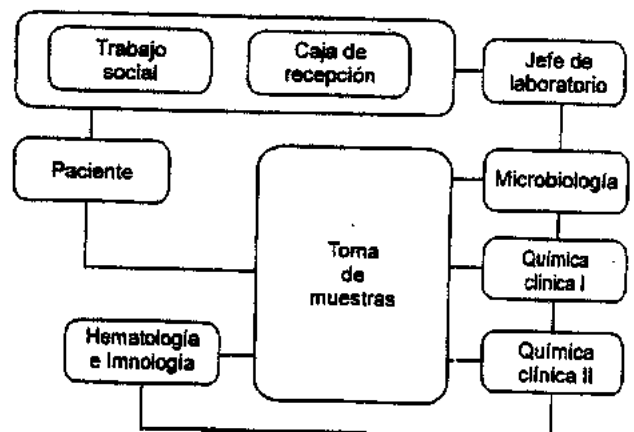 Trabajo
social
Caja de
recepción
Jefe de
laboratorio
Paciente
Microbiología
Toma
de
muestras
Química
clínica I
Hematología
e Imnología
Química
clínica II